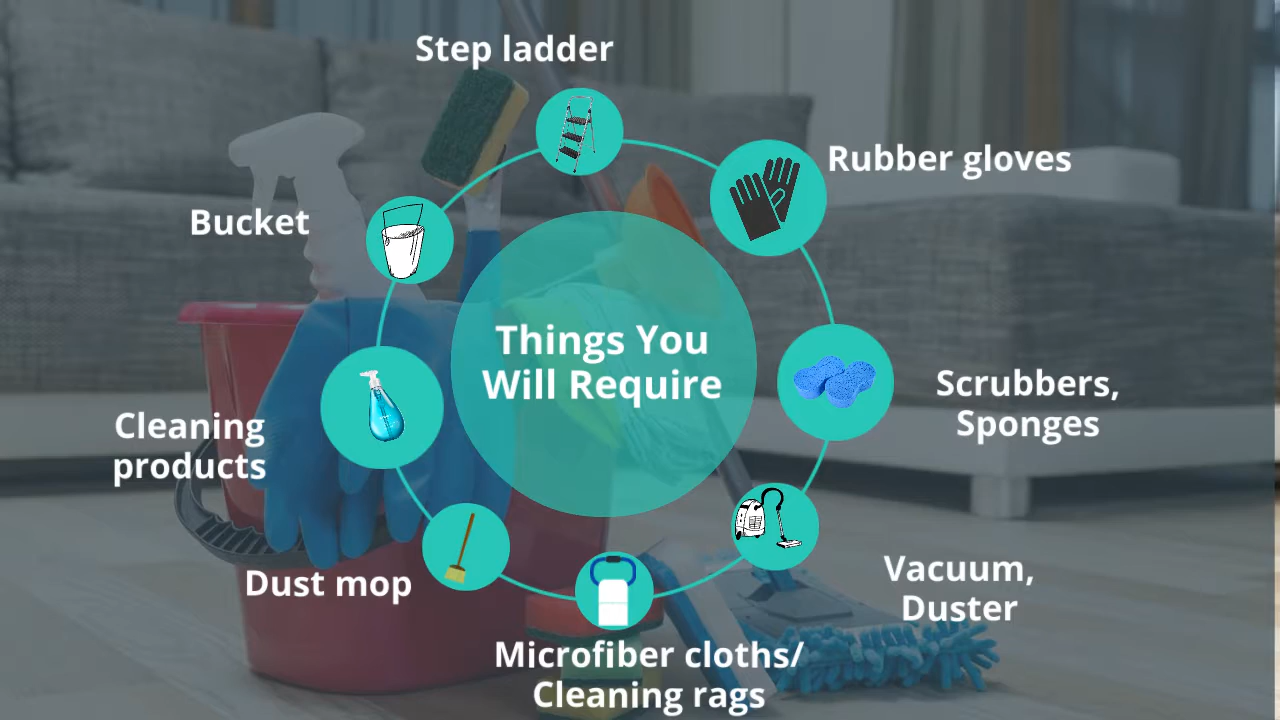 Step ladder
Rubber gloves
Bucket
Things You
Will Require
Scrubbers,
Sponges
Cleaning
products
Vacuum,
Duster
Dust mop
Microfiber cloths/
Cleaning rags